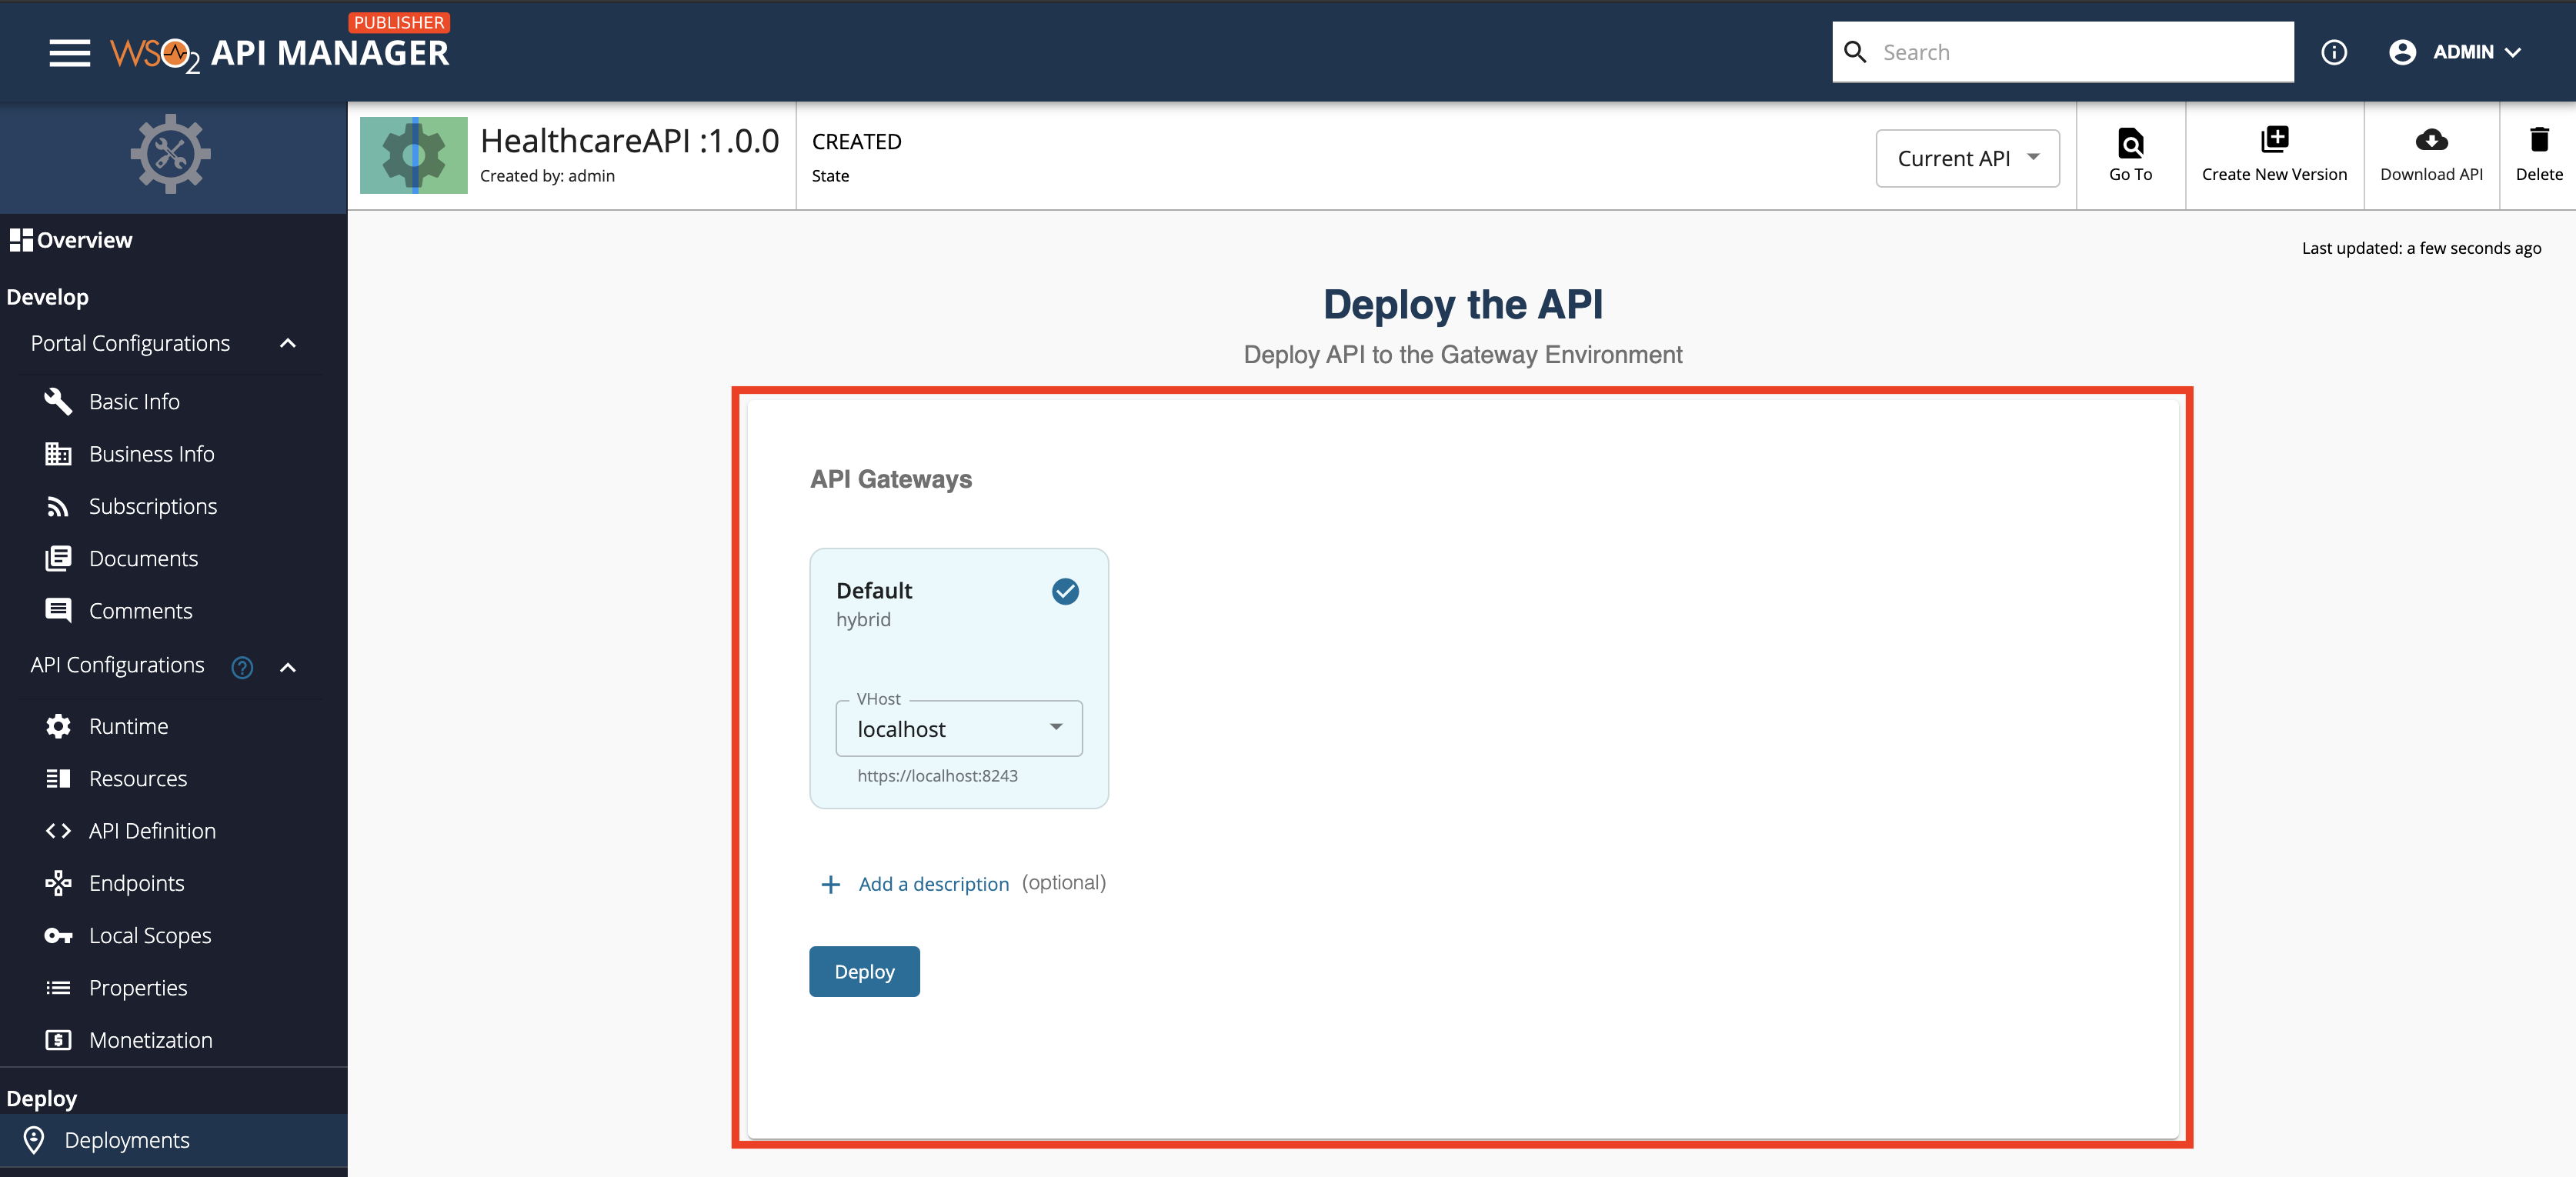 PUBLISHER
WSO2 API MANAGER
Search
ADMIN
HealthcareAPI :1.0.0
Created by: admin
CREATED
State
Current API
Go To
Create New Version
Download API
Delete
Overview
Develop
Portal Configurations
Basic Info
Business Info
Subscriptions
Documents
Comments
API Configurations
Runtime
Resources
API Definition
Endpoints
Local Scopes
Properties
Monetization
Deploy
Deployments
Last updated: a few seconds ago
Deploy the API
Deploy API to the Gateway Environment
API Gateways
Default
hybrid
VHost
localhost
https://localhost:8243
Add a description (optional)
Deploy